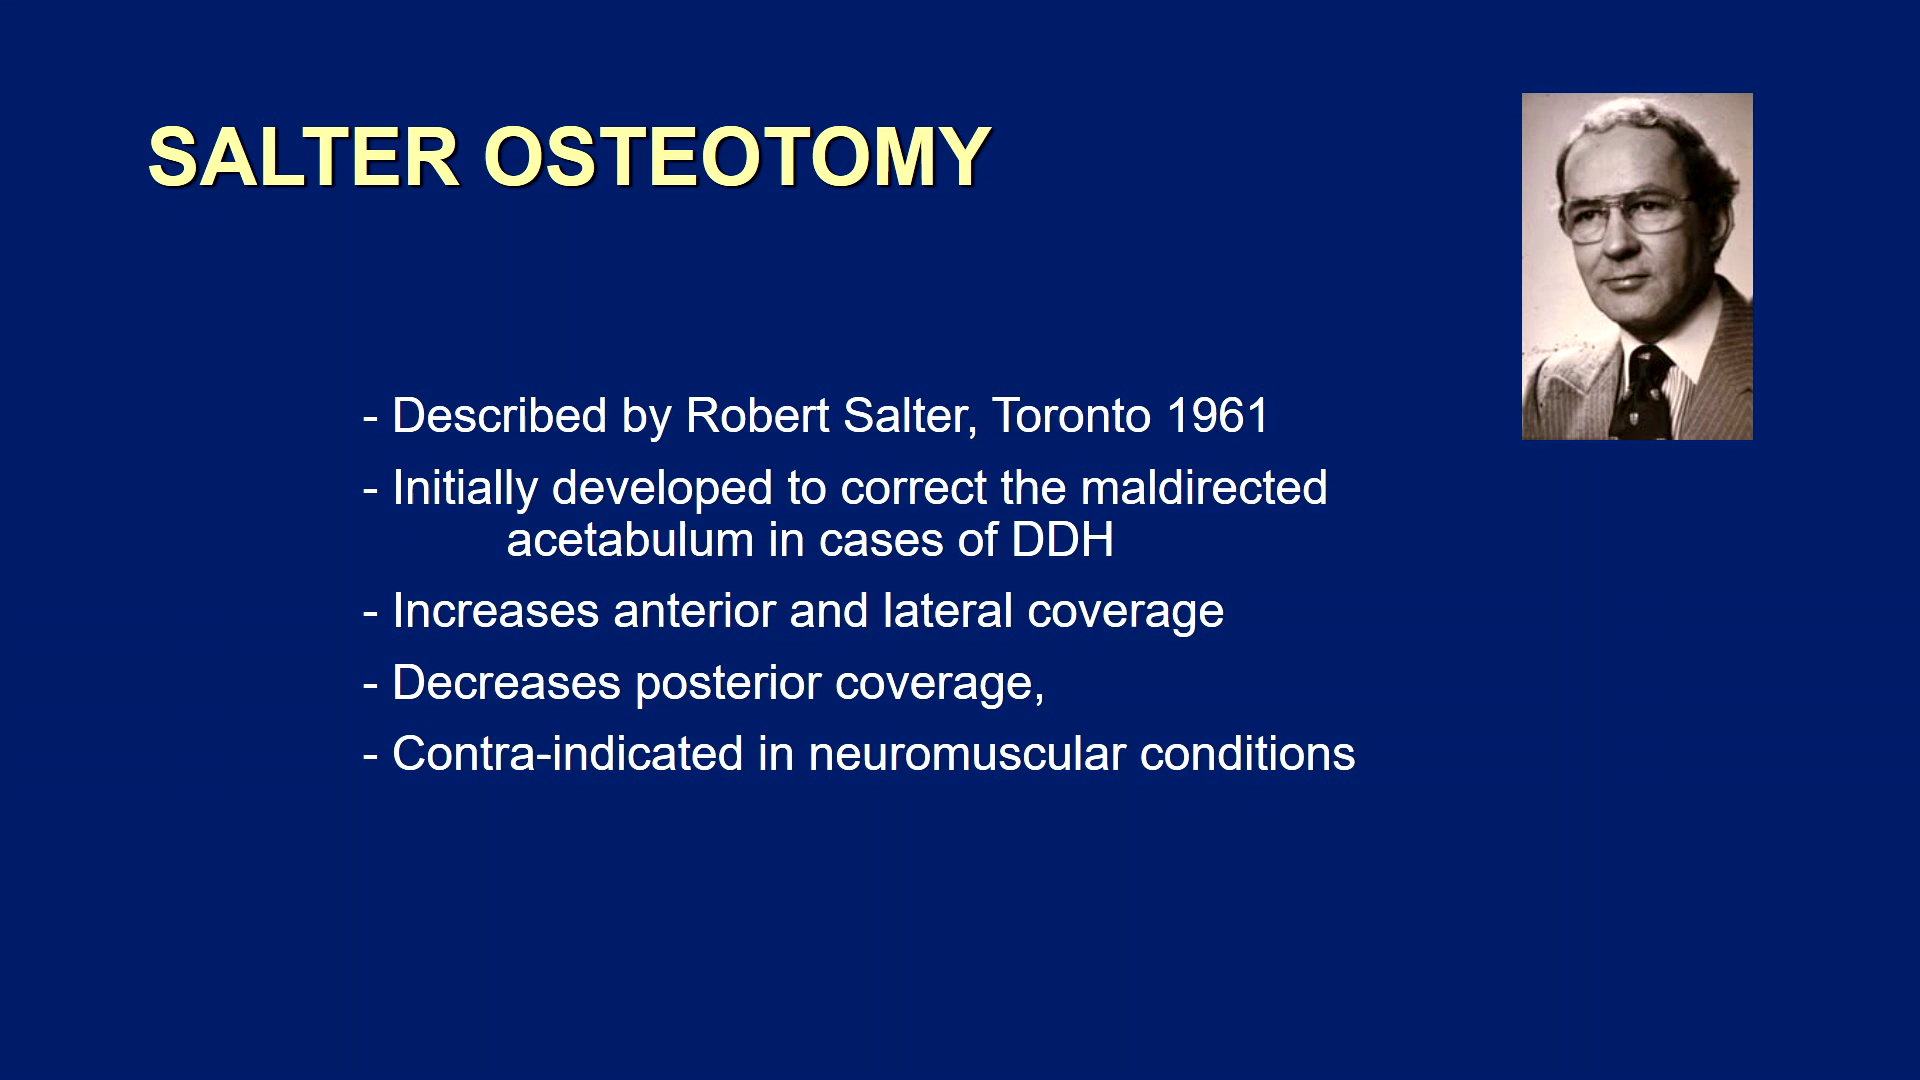 SALTER OSTEOTOMY
- Described by Robert Salter, Toronto 1961
- Initially developed to correct the maldirected
acetabulum in cases of DDH
- Increases anterior and lateral coverage
- Decreases posterior coverage,
- Contra-indicated in neuromuscular conditions